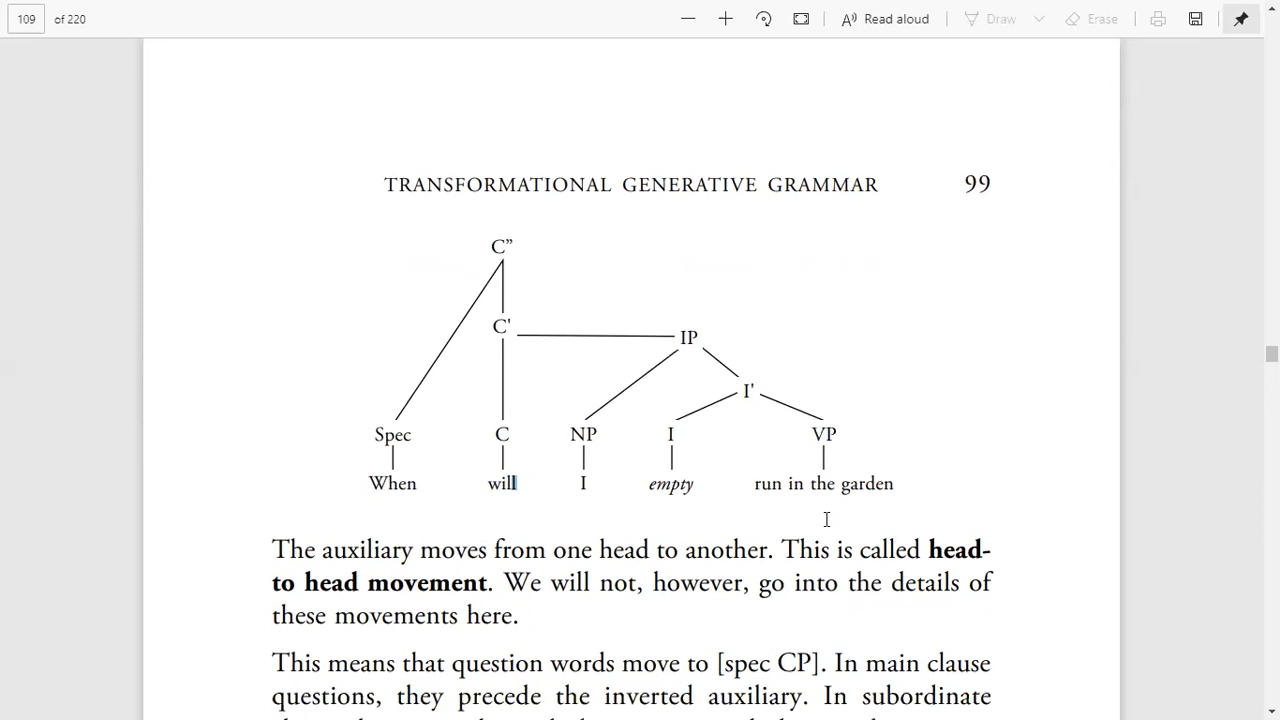 109 of 220 Read aloud Draw Erase
TRANSFORMATIONAL GENERATIVE GRAMMAR 99
C”
C'
IP
I'
Spec C NP I VP
When will I empty run in the garden
The auxiliary moves from one head to another. This is called head-
to head movement. We will not, however, go into the details of
these movements here.
This means that question words move to [spec CP]. In main clause
questions, they precede the inverted auxiliary. In subordinate